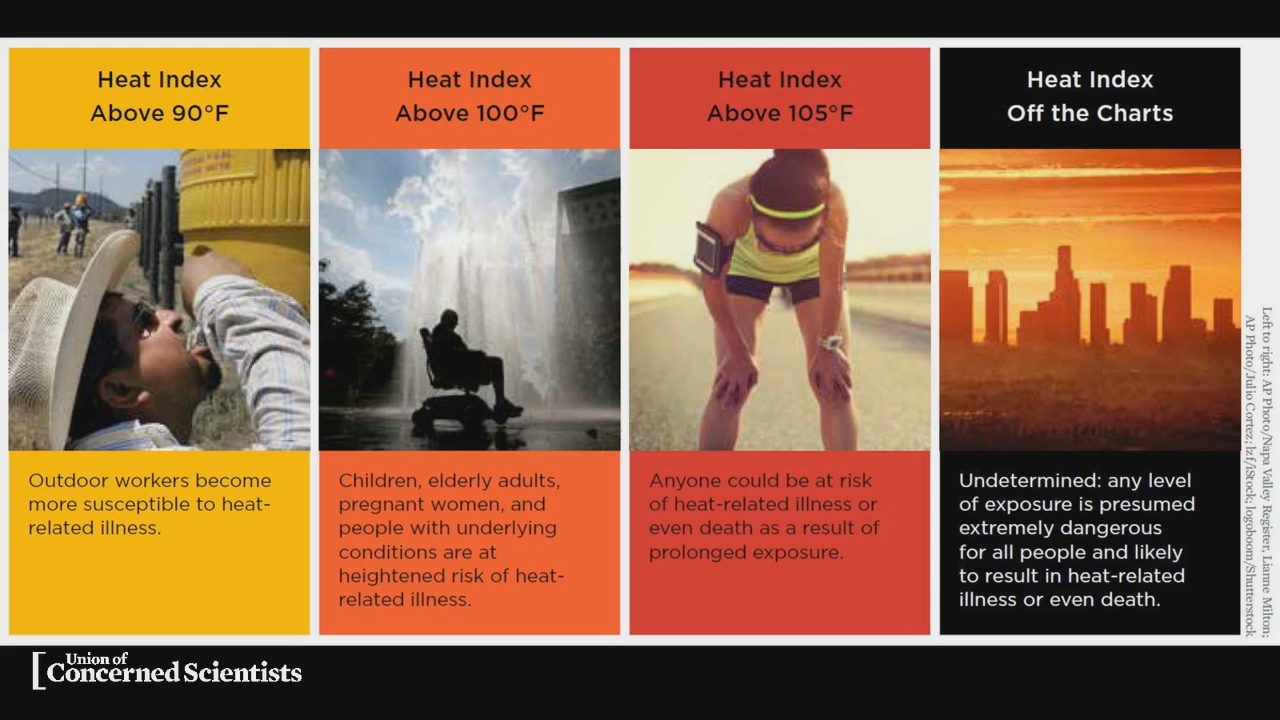 Heat Index
Above 90°F
Outdoor workers become
more susceptible to heat-
related illness.
Heat Index
Above 100°F
Children, elderly adults,
pregnant women, and
people with underlying
conditions are at
heightened risk of heat-
related illness.
Heat Index
Above 105°F
Anyone could be at risk
of heat-related illness or
even death as a result of
prolonged exposure.
Heat Index
Off the Charts
Undetermined: any level
of exposure is presumed
extremely dangerous
for all people and likely
to result in heat-related
illness or even death.
Left to right: AP Photo/Napa Valley Register, Lianne Milton;
AP Photo/Julio Cortez; lzf/iStock; logoboom/Shutterstock
Union of
Concerned Scientists